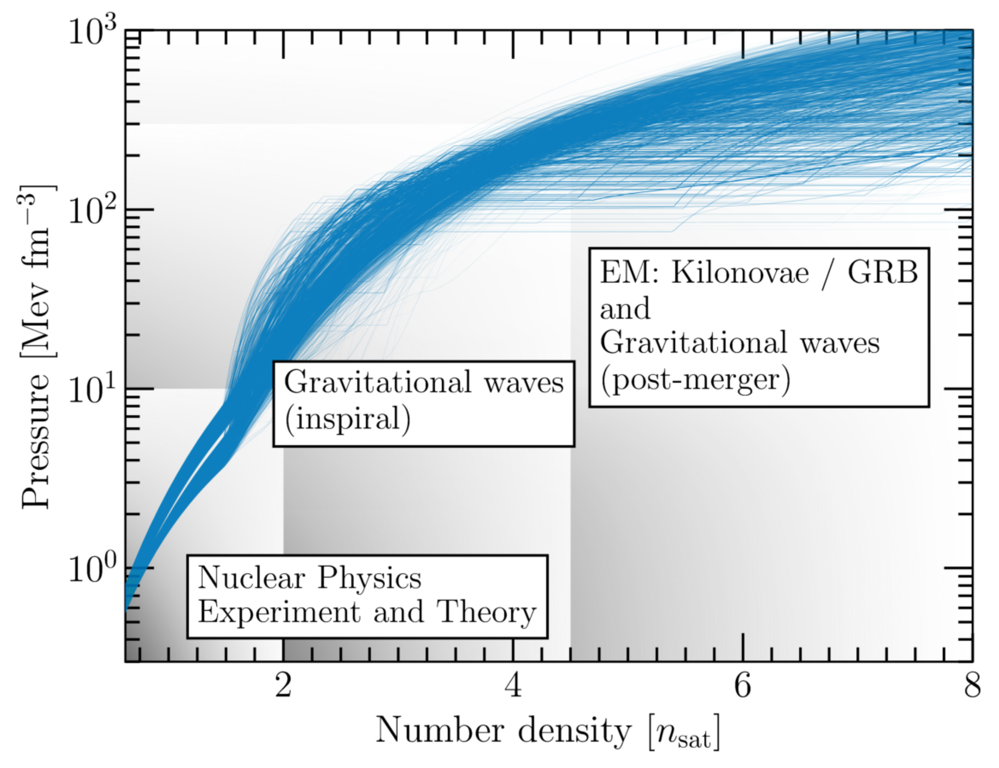 10³
10²
10¹
10⁰
Pressure [Mev fm⁻³]
EM: Kilonovae / GRB
and
Gravitational waves
(post-merger)
Gravitational waves
(inspiral)
Nuclear Physics
Experiment and Theory
2 4 6 8
Number density [n_sat]